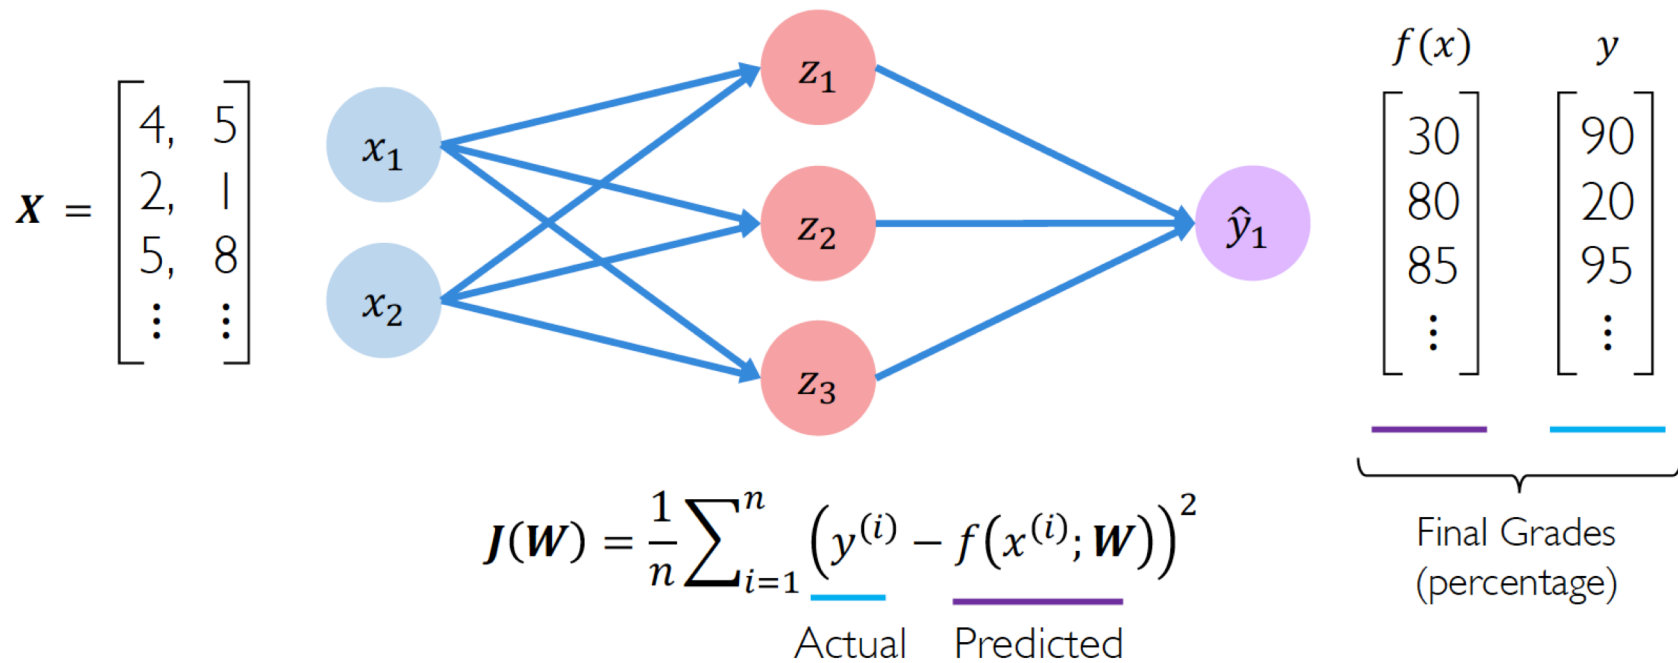 X = [4, 5
2, 1
5, 8
⋮ ⋮]
x₁
x₂
z₁
z₂
z₃
ŷ₁
f(x) y
[30] [90]
[80] [20]
[85] [95]
[⋮] [⋮]
Final Grades
(percentage)
J(W) = 1/n ∑ᵢ₌₁ⁿ (y⁽ⁱ⁾ − f(x⁽ⁱ⁾; W))²
Actual Predicted